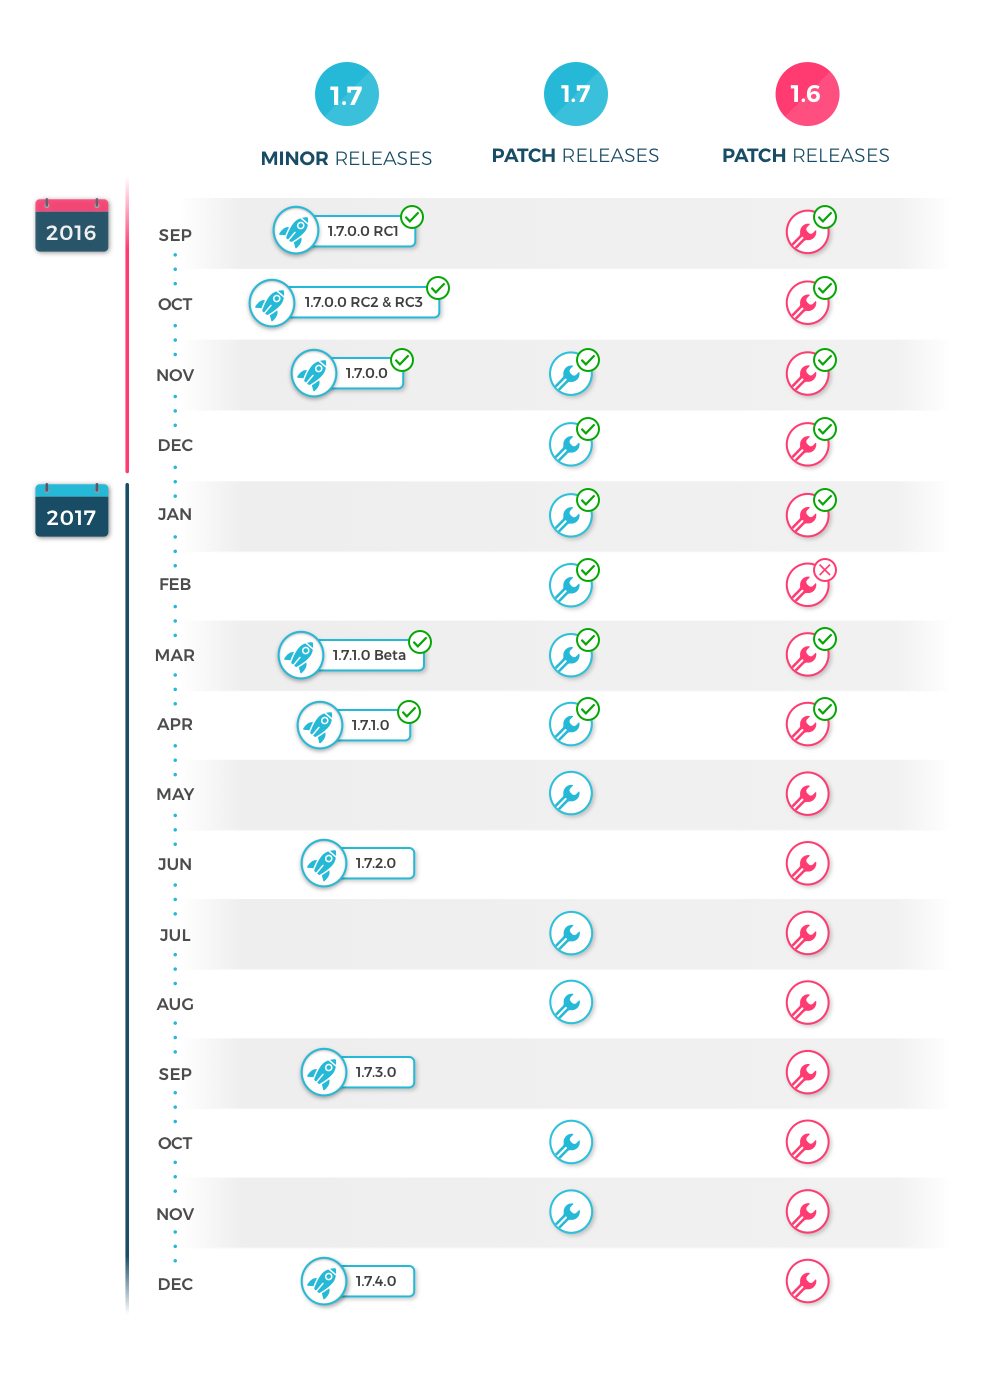 1.7
1.7
1.6
MINOR RELEASES
PATCH RELEASES
PATCH RELEASES
2016
SEP
1.7.0.0 RC1
OCT
1.7.0.0 RC2 & RC3
NOV
1.7.0.0
DEC
2017
JAN
FEB
MAR
1.7.1.0 Beta
APR
1.7.1.0
MAY
JUN
1.7.2.0
JUL
AUG
SEP
1.7.3.0
OCT
NOV
DEC
1.7.4.0